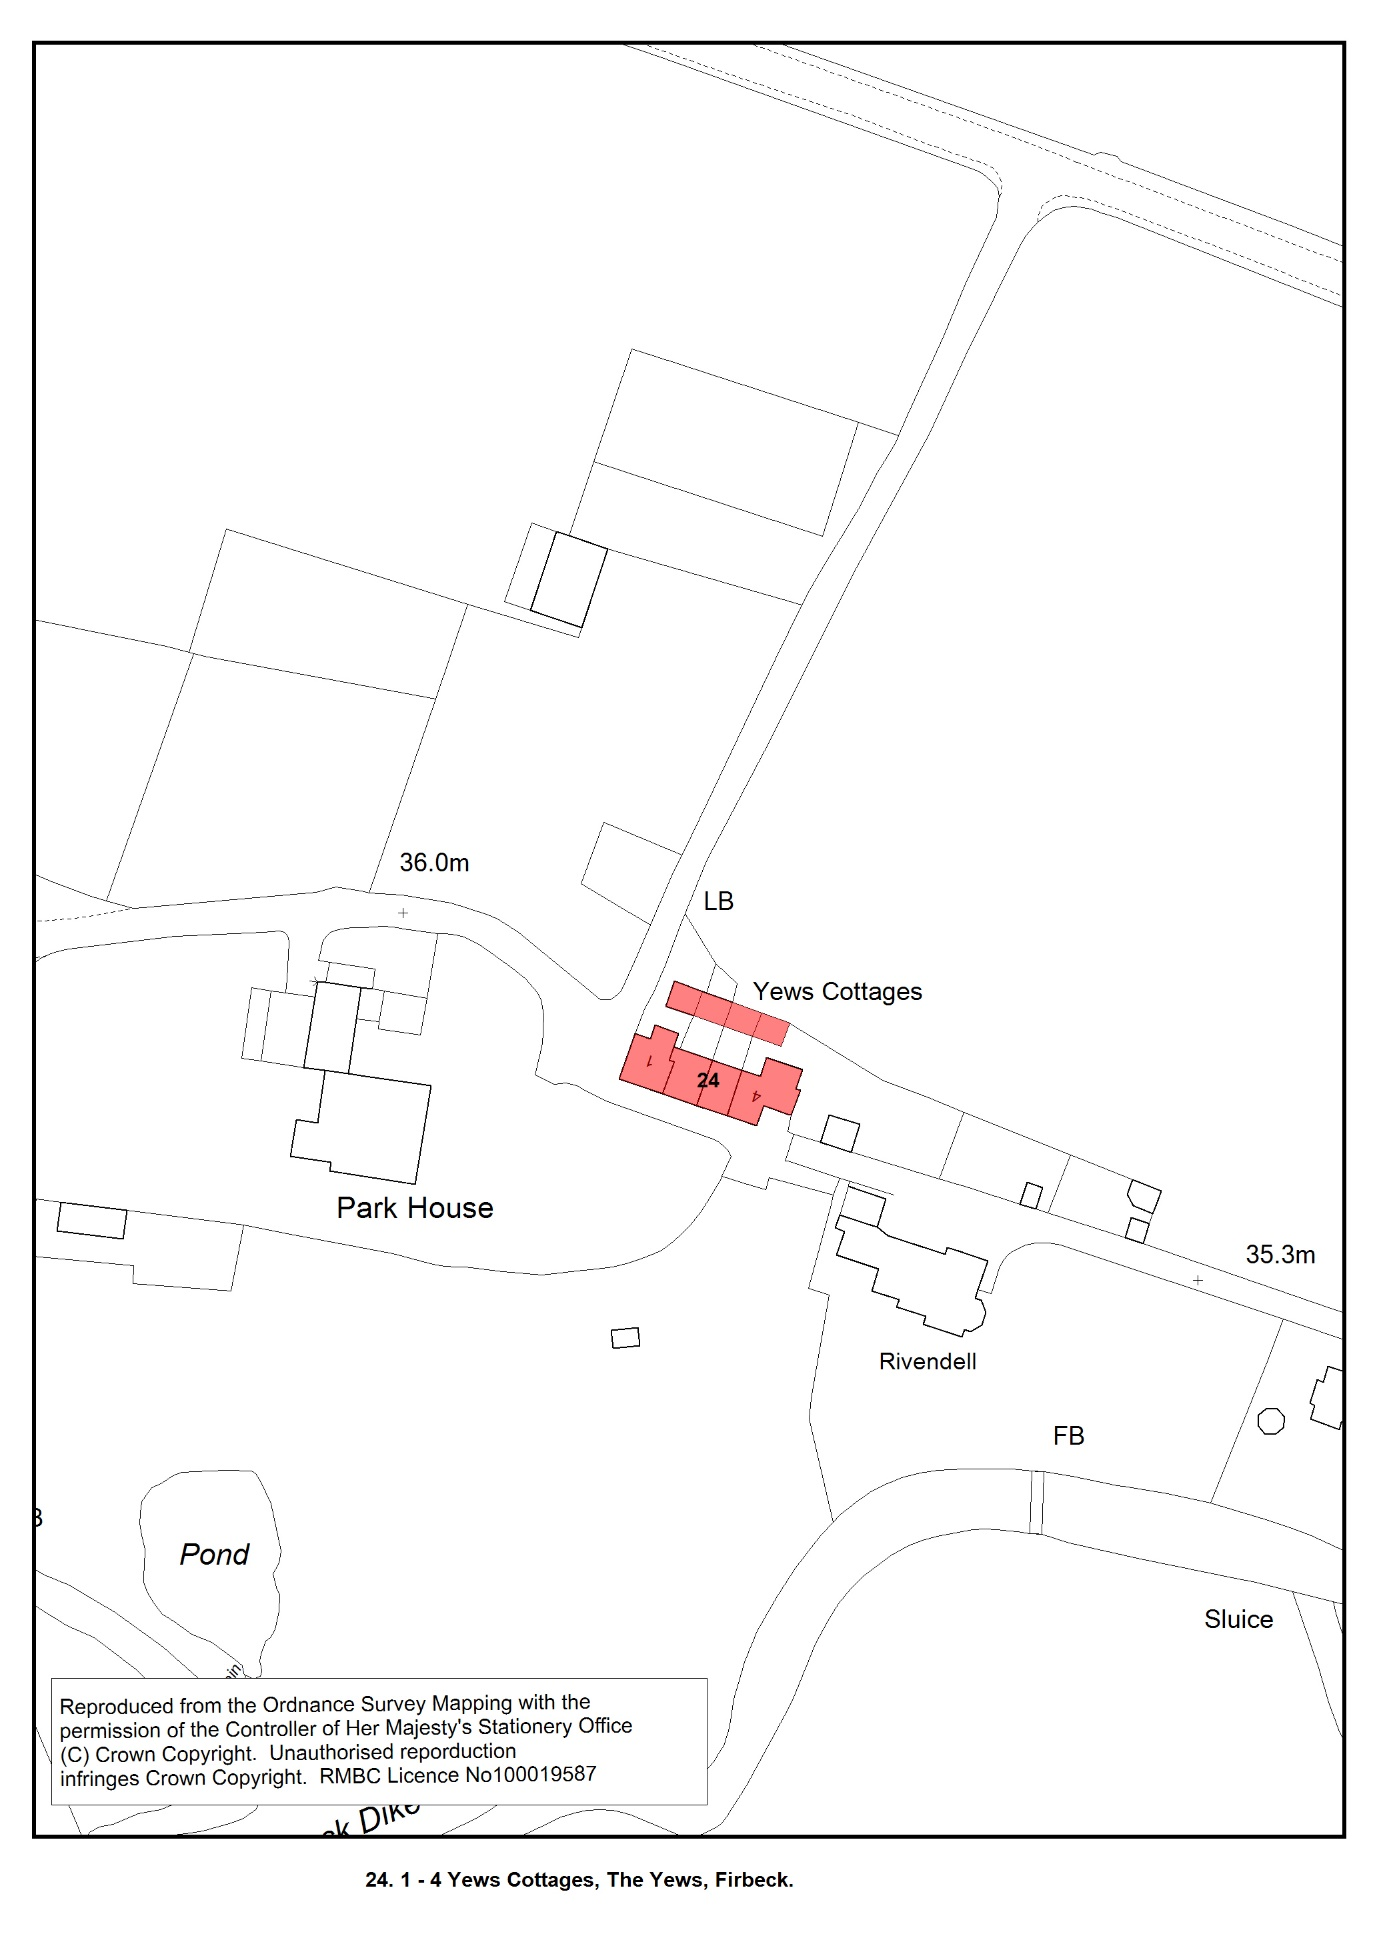 36.0m
LB
Yews Cottages
1
24
4
Park House
35.3m
Rivendell
FB
Pond
Sluice
Reproduced from the Ordnance Survey Mapping with the
permission of the Controller of Her Majesty's Stationery Office
(C) Crown Copyright. Unauthorised reporduction
infringes Crown Copyright. RMBC Licence No100019587
Dike
24. 1 - 4 Yews Cottages, The Yews, Firbeck.